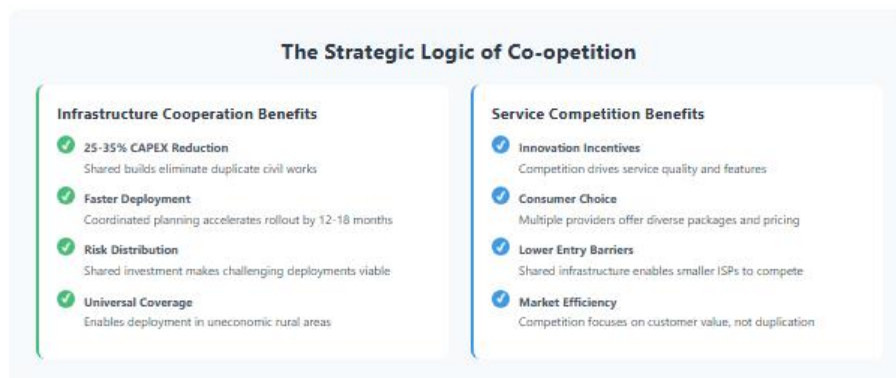 The Strategic Logic of Co-opetition
Infrastructure Cooperation Benefits
25-35% CAPEX Reduction
Shared builds eliminate duplicate civil works
Faster Deployment
Coordinated planning accelerates rollout by 12-18 months
Risk Distribution
Shared investment makes challenging deployments viable
Universal Coverage
Enables deployment in uneconomic rural areas
Service Competition Benefits
Innovation Incentives
Competition drives service quality and features
Consumer Choice
Multiple providers offer diverse packages and pricing
Lower Entry Barriers
Shared infrastructure enables smaller ISPs to compete
Market Efficiency
Competition focuses on customer value, not duplication